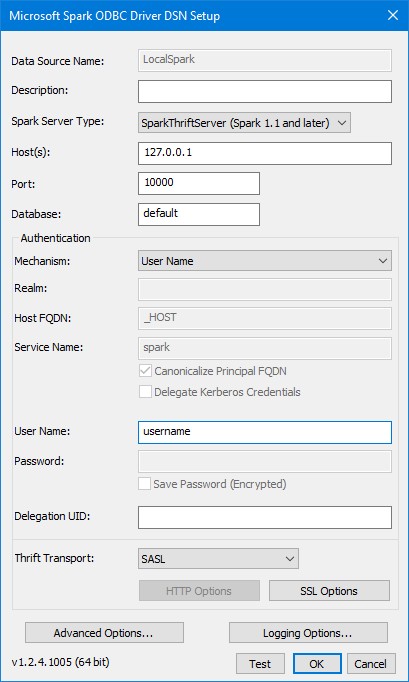 Microsoft Spark ODBC Driver DSN Setup
Data Source Name: LocalSpark
Description:
Spark Server Type: SparkThriftServer (Spark 1.1 and later)
Host(s): 127.0.0.1
Port: 10000
Database: default
Authentication
Mechanism: User Name
Realm:
Host FQDN: _HOST
Service Name: spark
Canonicalize Principal FQDN
Delegate Kerberos Credentials
User Name: username
Password:
Save Password (Encrypted)
Delegation UID:
Thrift Transport: SASL
HTTP Options SSL Options
Advanced Options... Logging Options...
v1.2.4.1005 (64 bit) Test OK Cancel